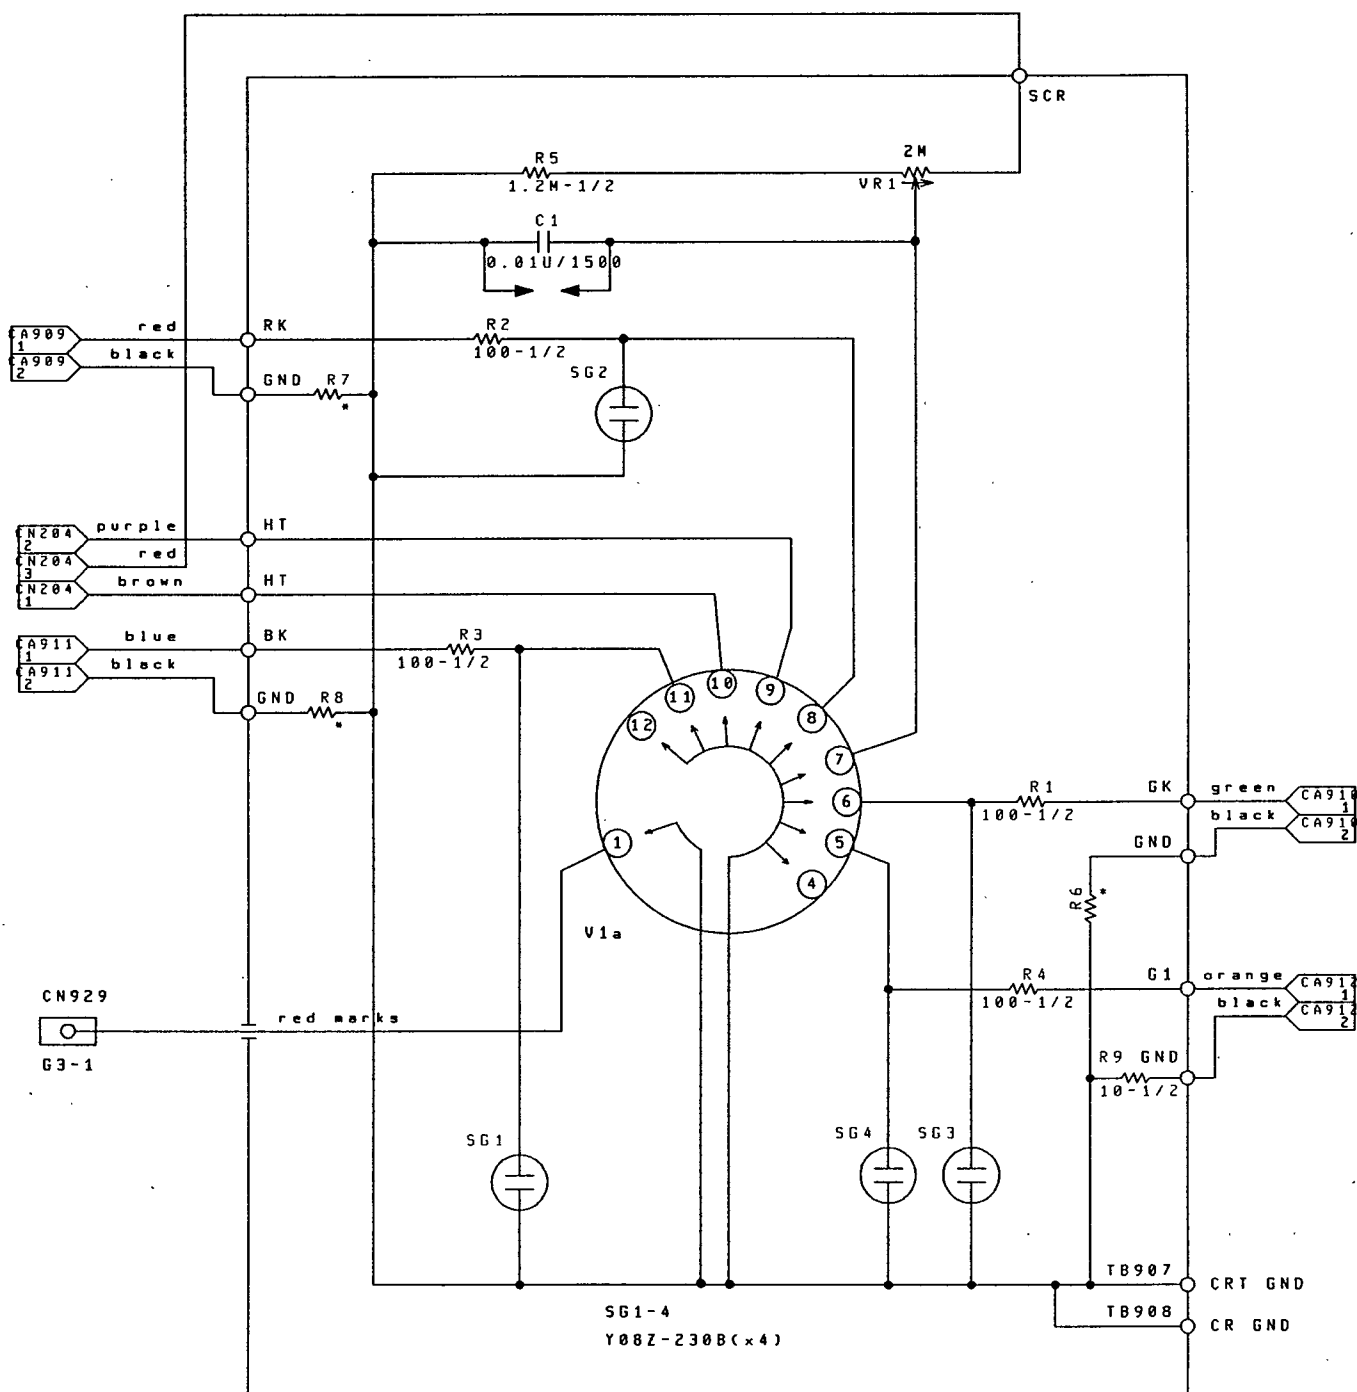 SCR
2M
R5
VR1
1.2M-1/2
C1
0.01U/1500
CA909
1
red
RK
R2
100-1/2
CA909
2
black
GND
R7
*
SG2
CN204
2
purple
HT
CN204
3
red
CN204
1
brown
HT
CA911
1
blue
BK
R3
100-1/2
CA911
2
black
GND
R8
*
12
11
10
9
8
7
6
5
4
1
V1a
R1
100-1/2
GK
green
CA910
1
GND
black
CA910
2
R6
*
R4
100-1/2
G1
orange
CA912
1
black
CA912
2
R9 GND
10-1/2
CN929
red marks
G3-1
SG1
SG4
SG3
TB907
CRT GND
TB908
CR GND
SG1-4
Y08Z-230B(x4)